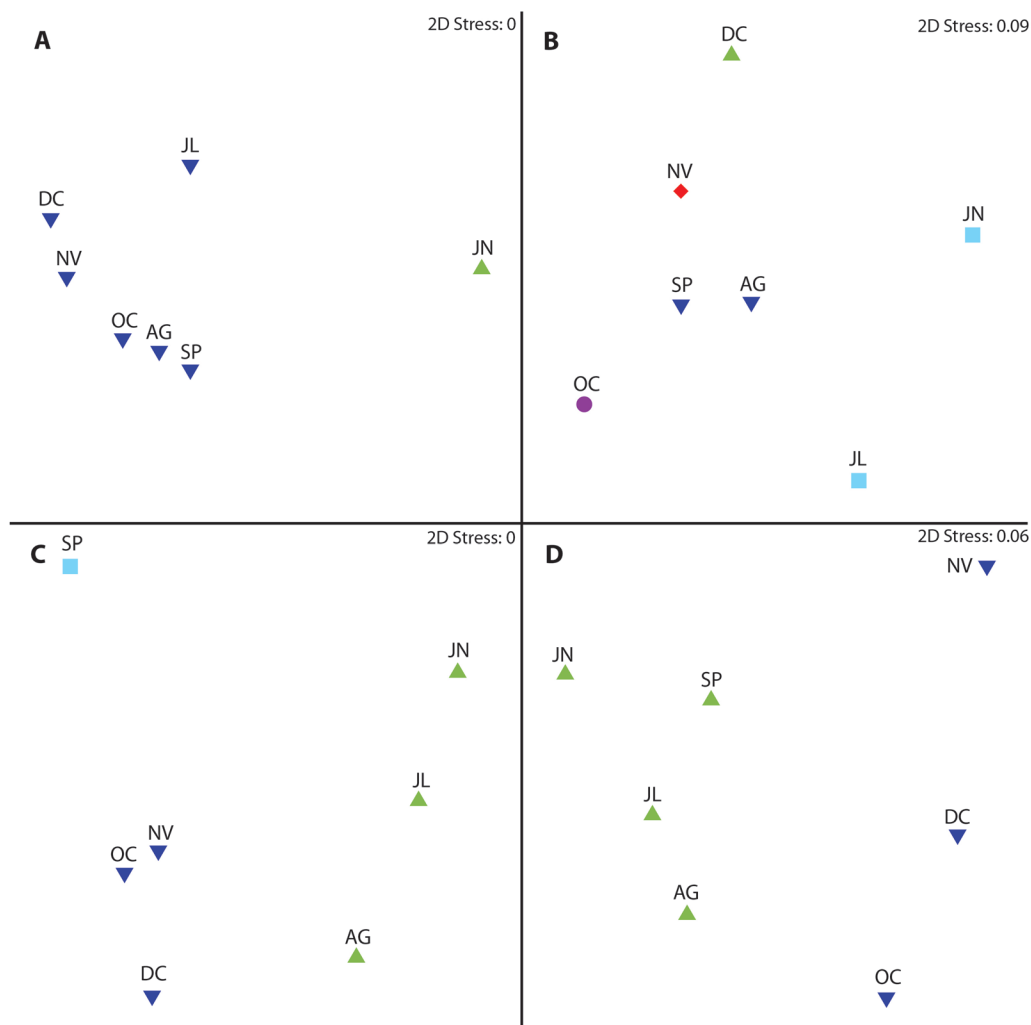 A
2D Stress: 0
JL
DC
NV
JN
OC
AG
SP
B
2D Stress: 0.09
DC
NV
JN
SP
AG
OC
JL
C
2D Stress: 0
SP
JN
JL
NV
OC
AG
DC
D
2D Stress: 0.06
NV
JN
SP
JL
DC
AG
OC